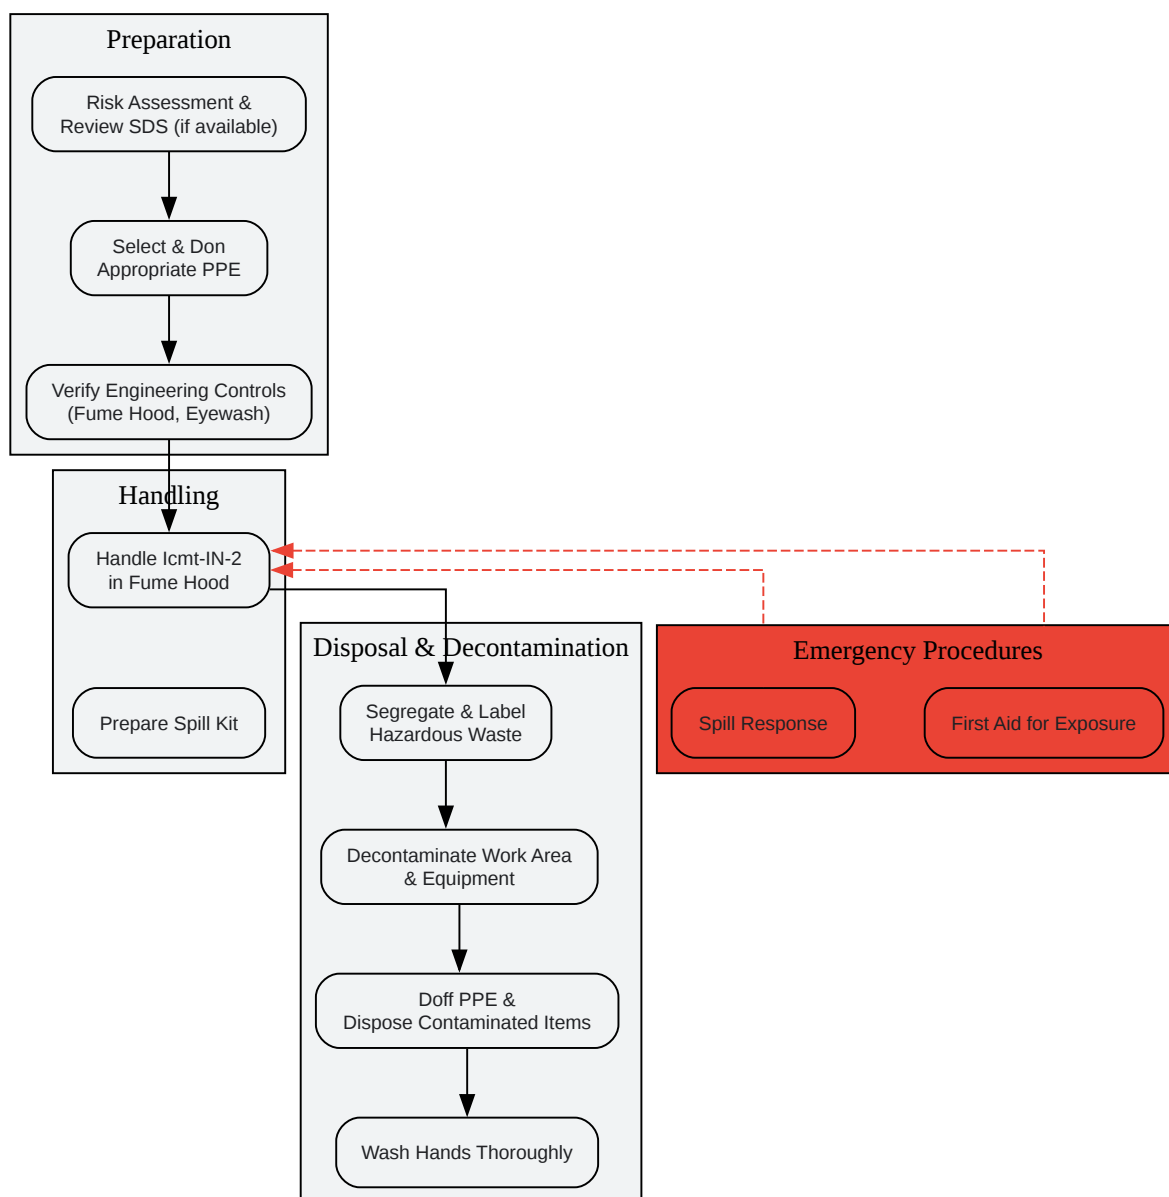 Preparation
Risk Assessment &
Review SDS (if available)
Select & Don
Appropriate PPE
Verify Engineering Controls
(Fume Hood, Eyewash)
Handling
Handle Icmt-IN-2
in Fume Hood
Prepare Spill Kit
Disposal & Decontamination
Segregate & Label
Hazardous Waste
Decontaminate Work Area
& Equipment
Doff PPE &
Dispose Contaminated Items
Wash Hands Thoroughly
Emergency Procedures
Spill Response
First Aid for Exposure